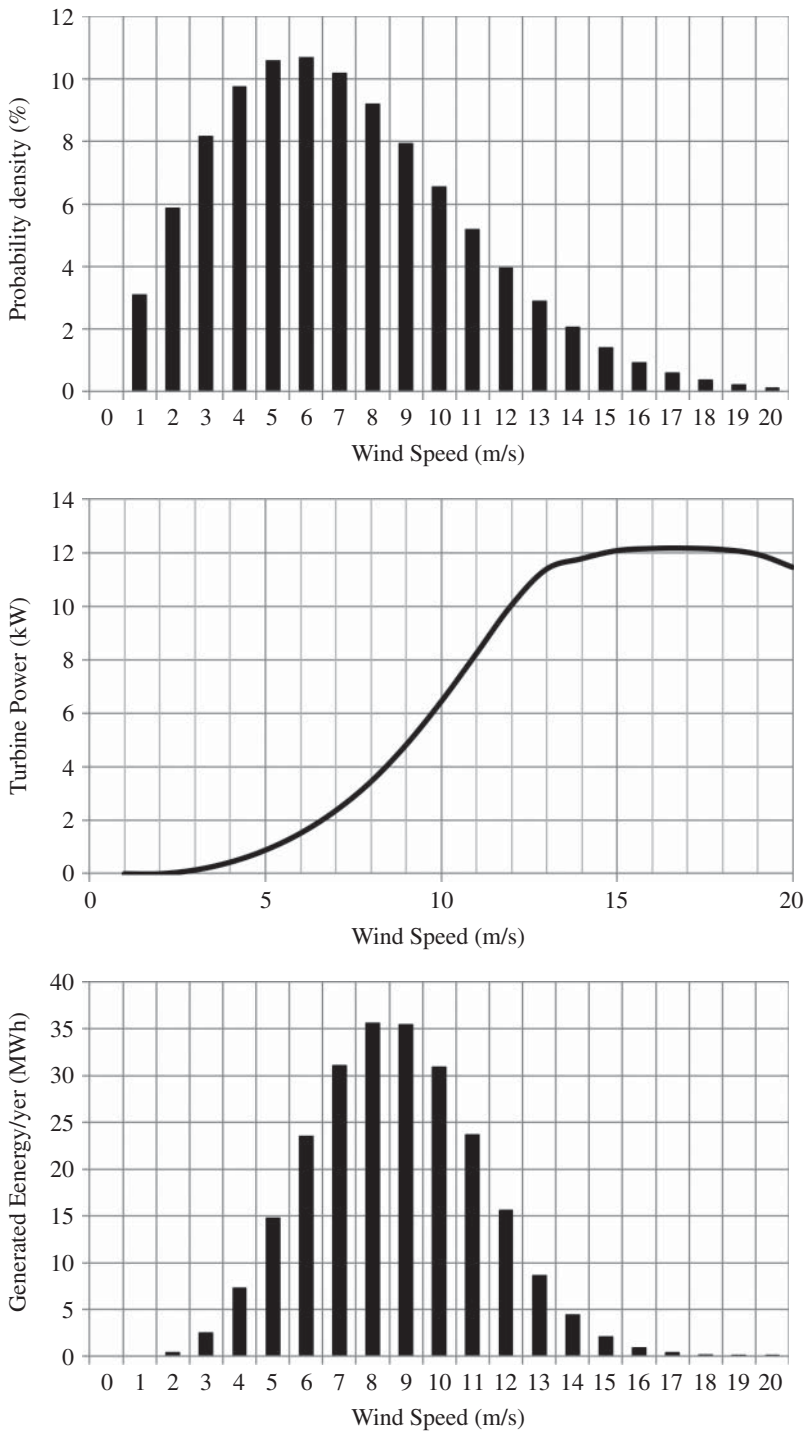 12
10
8
6
4
2
0
Probability density (%)
0 1 2 3 4 5 6 7 8 9 10 11 12 13 14 15 16 17 18 19 20
Wind Speed (m/s)
14
12
10
8
6
4
2
0
Turbine Power (kW)
0 5 10 15 20
Wind Speed (m/s)
40
35
30
25
20
15
10
5
0
Generated Eenergy/yer (MWh)
0 1 2 3 4 5 6 7 8 9 10 11 12 13 14 15 16 17 18 19 20
Wind Speed (m/s)